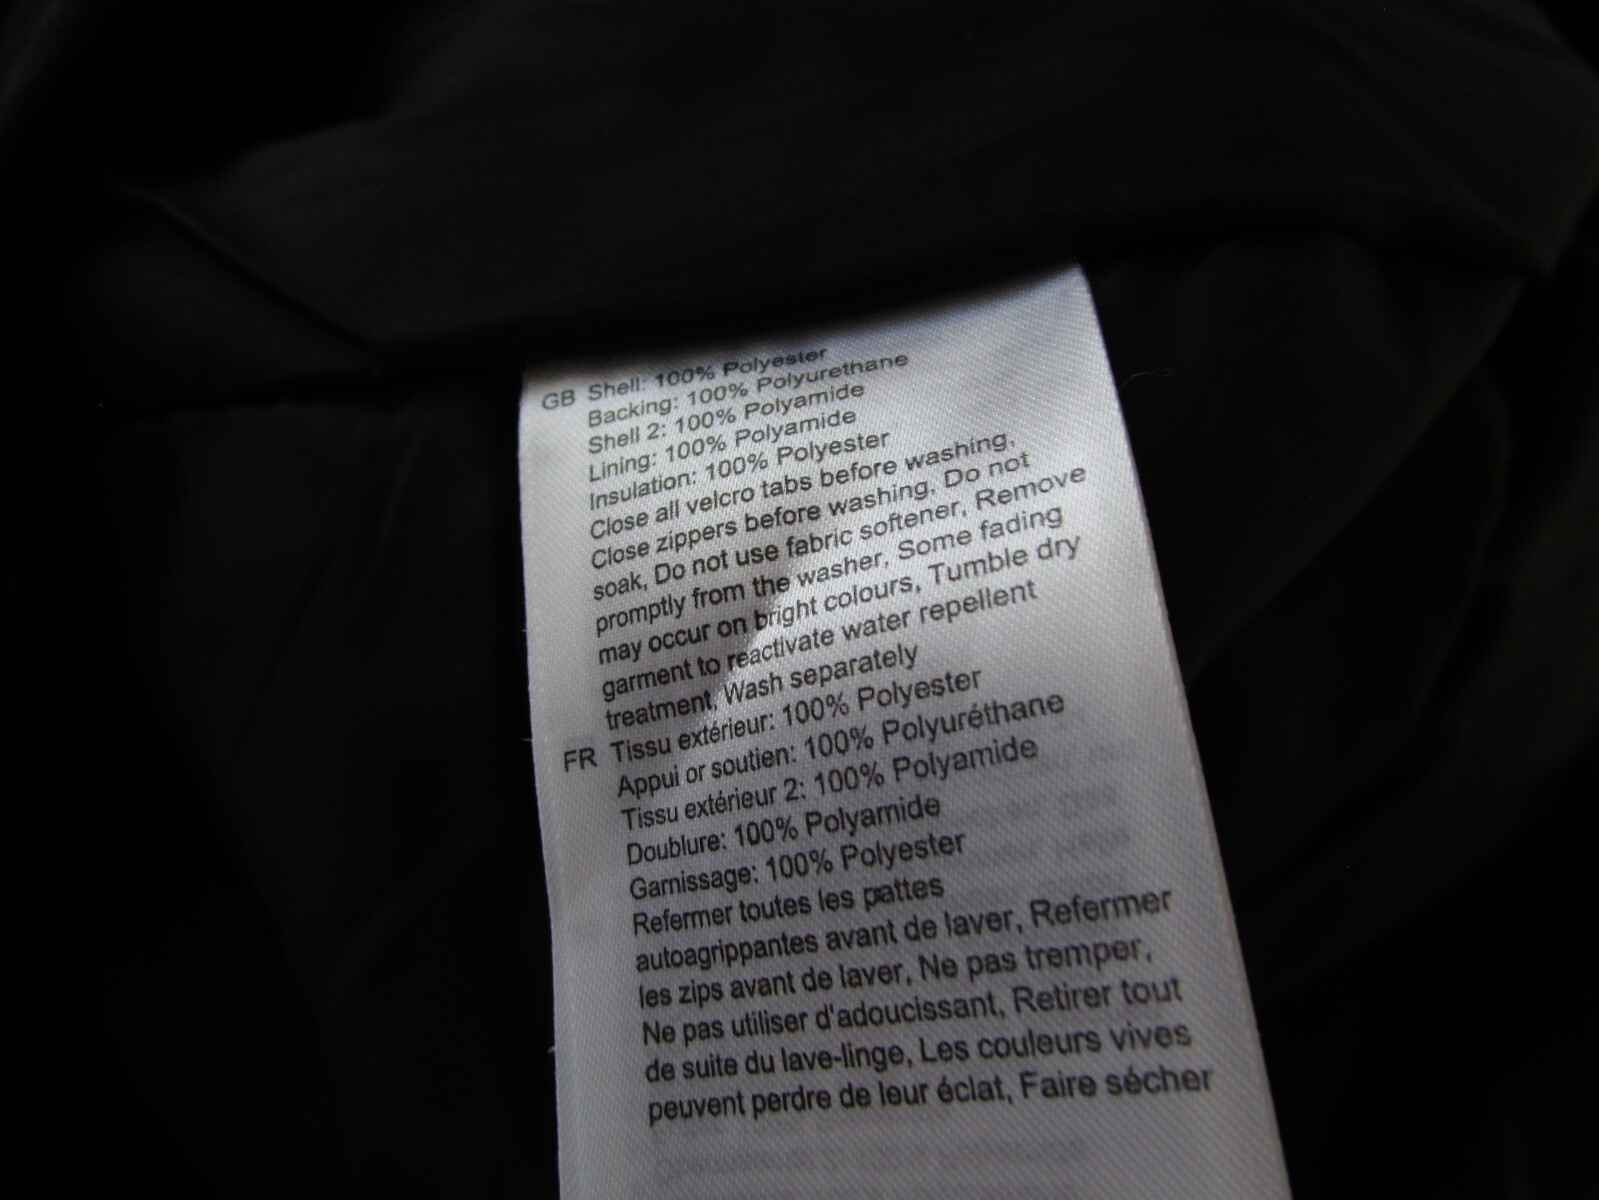 GB Shell: 100% Polyester
Backing: 100% Polyurethane
Shell 2: 100% Polyamide
Lining: 100% Polyamide
Insulation: 100% Polyester
Close all velcro tabs before washing,
Close zippers before washing, Do not
soak, Do not use fabric softener, Remove
promptly from the washer, Some fading
may occur on bright colours, Tumble dry
garment to reactivate water repellent
treatment, Wash separately
FR Tissu extérieur: 100% Polyester
Appui or soutien: 100% Polyuréthane
Tissu extérieur 2: 100% Polyamide
Doublure: 100% Polyamide
Garnissage: 100% Polyester
Refermer toutes les pattes
autoagrippantes avant de laver, Refermer
les zips avant de laver, Ne pas tremper,
Ne pas utiliser d'adoucissant, Retirer tout
de suite du lave-linge, Les couleurs vives
peuvent perdre de leur éclat, Faire sécher